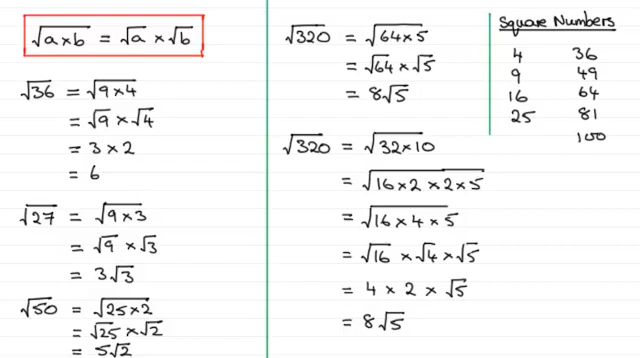 √a×b = √a × √b
√36 = √9 × 4
= √9 × √4
= 3 × 2
= 6
√27 = √9 × 3
= √9 × √3
= 3√3
√50 = √25 × 2
= √25 × √2
= 5√2
√320 = √64 × 5
= √64 × √5
= 8√5
√320 = √32 × 10
= √16 × 2 × 2 × 5
= √16 × 4 × 5
= √16 × √4 × √5
= 4 × 2 × √5
= 8√5
Square Numbers
4 36
9 49
16 64
25 81
100